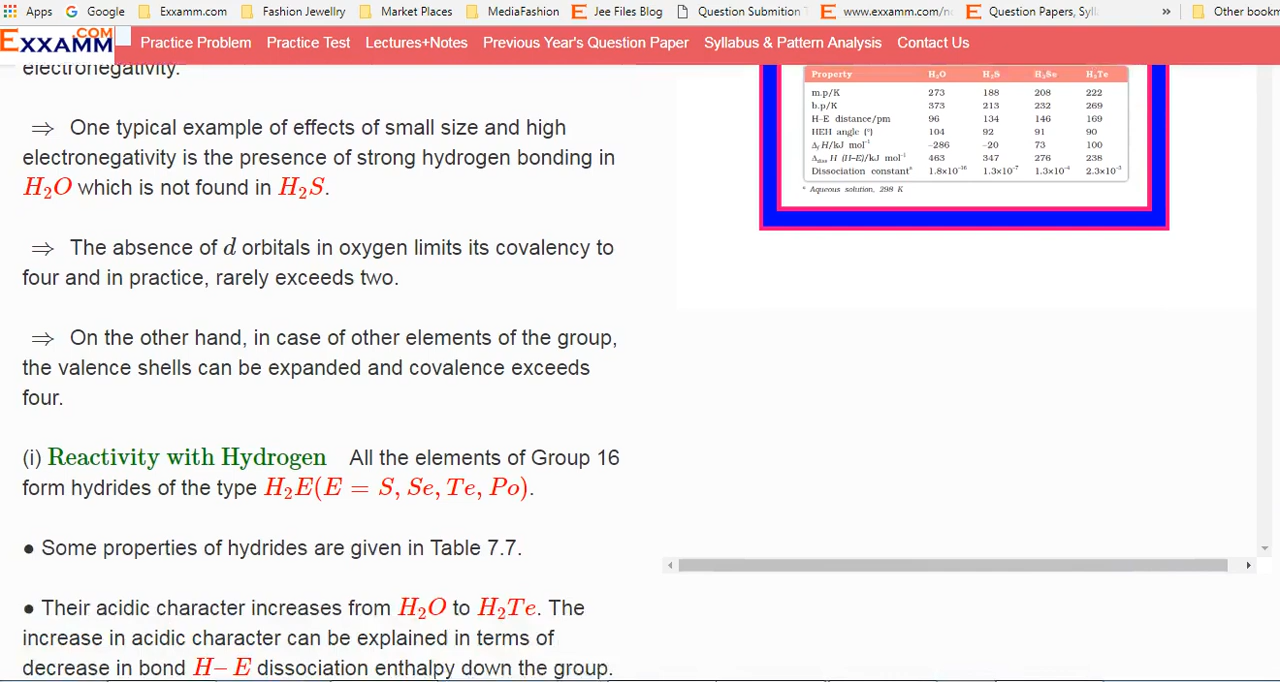 Apps Google Exxamm.com Fashion Jewellry Market Places MediaFashion Jee Files Blog Question Submition T www.exxamm.com/n Question Papers, Syll » Other bookm
EXXAMM .COM Practice Problem Practice Test Lectures+Notes Previous Year's Question Paper Syllabus & Pattern Analysis Contact Us
electronegativity.
⇒ One typical example of effects of small size and high
electronegativity is the presence of strong hydrogen bonding in
H₂O which is not found in H₂S.
⇒ The absence of d orbitals in oxygen limits its covalency to
four and in practice, rarely exceeds two.
⇒ On the other hand, in case of other elements of the group,
the valence shells can be expanded and covalence exceeds
four.
(i) Reactivity with Hydrogen All the elements of Group 16
form hydrides of the type H₂E(E = S, Se, Te, Po).
● Some properties of hydrides are given in Table 7.7.
● Their acidic character increases from H₂O to H₂Te. The
increase in acidic character can be explained in terms of
decrease in bond H– E dissociation enthalpy down the group.
Property H₂O H₂S H₂Se H₂Te
m.p/K 273 188 208 222
b.p/K 373 213 232 269
H–E distance/pm 96 134 146 169
HEH angle (°) 104 92 91 90
ΔfH/kJ mol⁻¹ –286 –20 73 100
Δdiss H (H–E)/kJ mol⁻¹ 463 347 276 238
Dissociation constantᵃ 1.8×10⁻¹⁶ 1.3×10⁻⁷ 1.3×10⁻⁴ 2.3×10⁻³
ᵃ Aqueous solution, 298 K